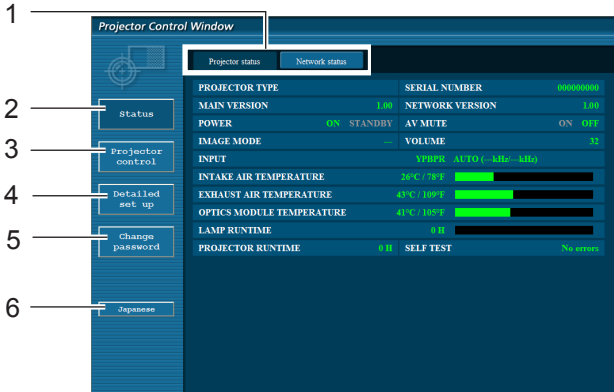 1
Projector Control Window
Projector status Network status
PROJECTOR TYPE SERIAL NUMBER 000000000
2
Status
MAIN VERSION 1.00 NETWORK VERSION 1.00
POWER ON STANDBY AV MUTE ON OFF
3
Projector
control
IMAGE MODE --- VOLUME 32
INPUT YPBPR AUTO (---kHz/---kHz)
INTAKE AIR TEMPERATURE 26°C / 78°F
4
Detailed
set up
EXHAUST AIR TEMPERATURE 43°C / 109°F
OPTICS MODULE TEMPERATURE 41°C / 105°F
5
Change
password
LAMP RUNTIME 0 H
PROJECTOR RUNTIME 0 H SELF TEST No errors
6
Japanese